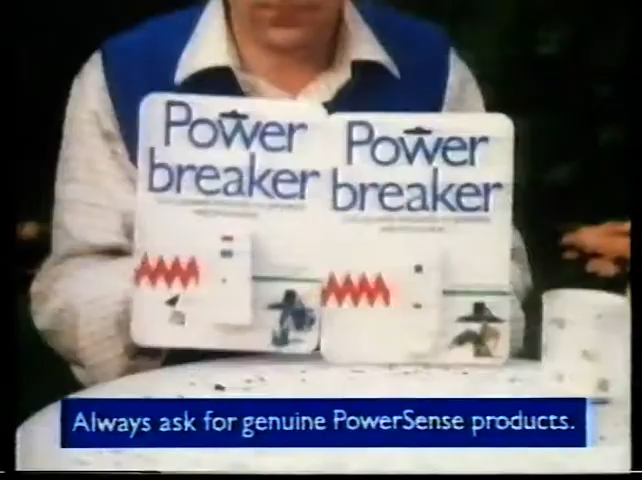 Power
breaker
Power
breaker
Always ask for genuine PowerSense products.